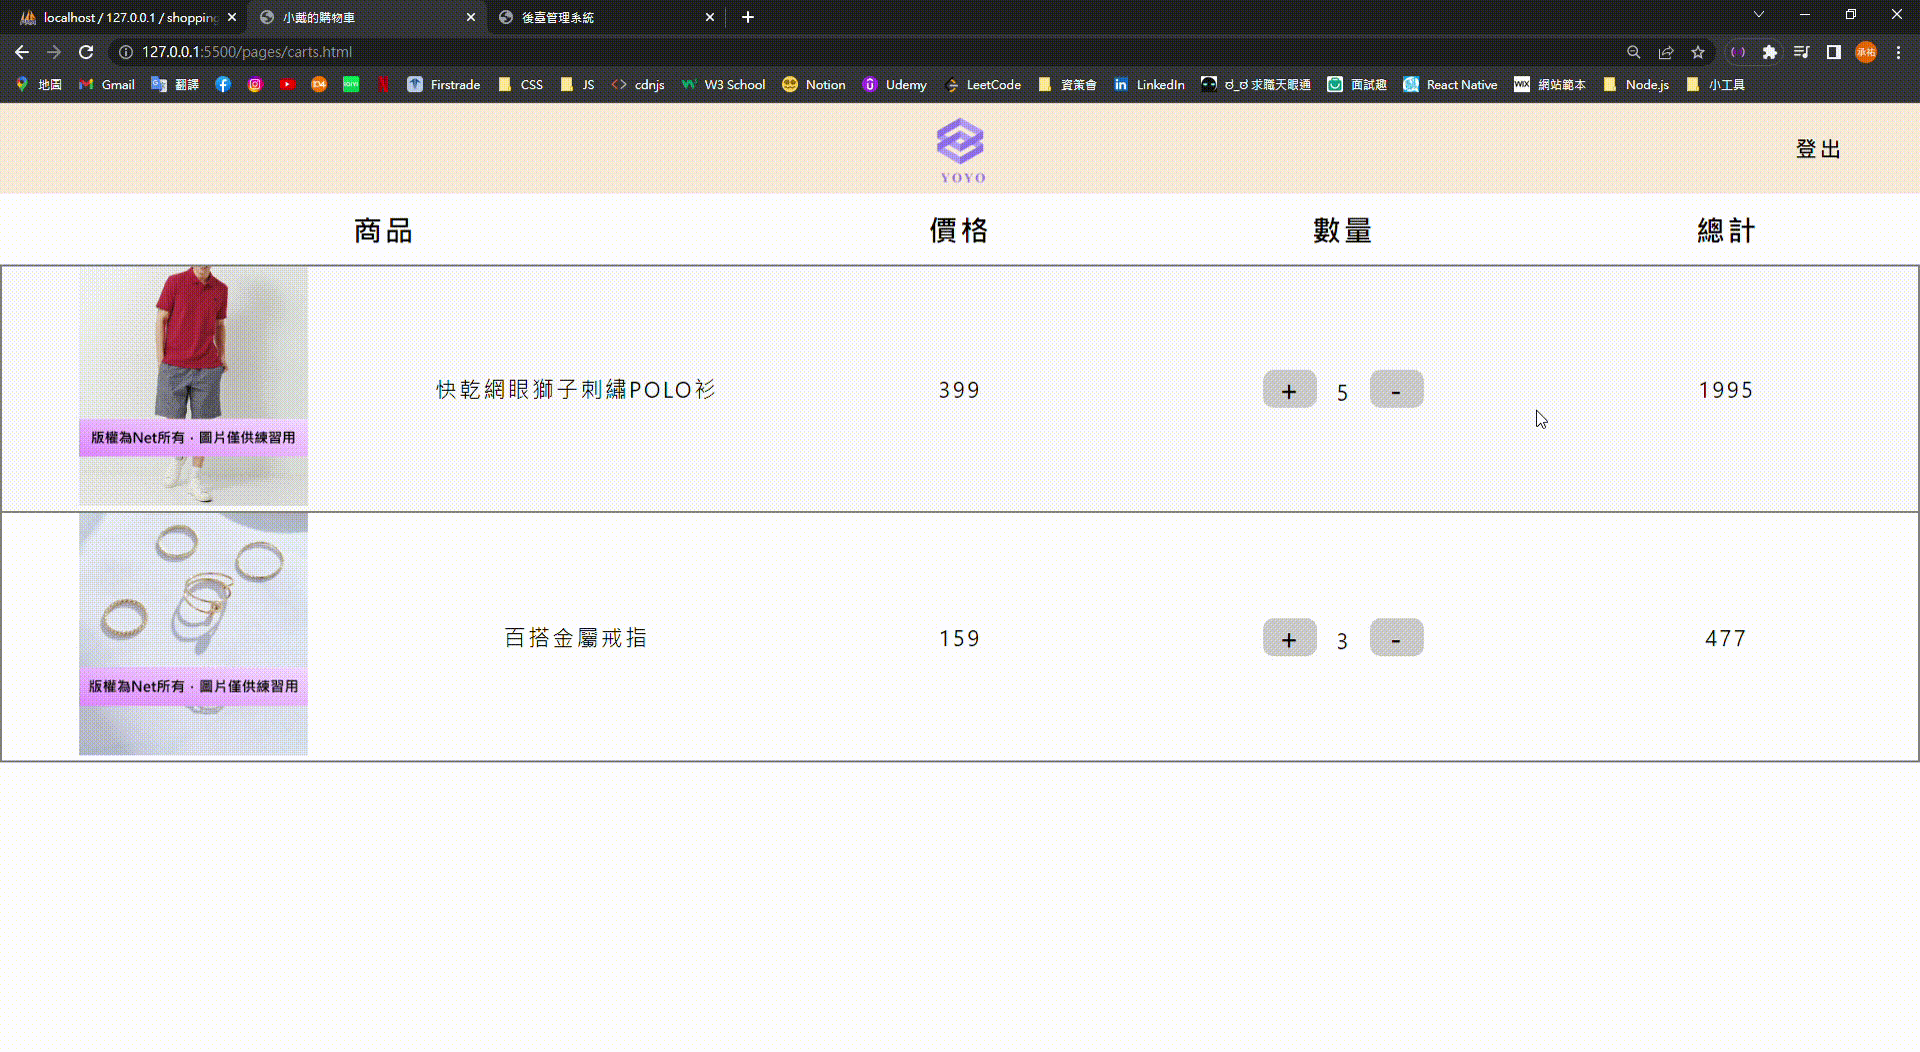 localhost / 127.0.0.1 / shopping
小戴的購物車
後臺管理系統
127.0.0.1:5500/pages/carts.html
承祐
地圖 Gmail 翻譯 Firstrade CSS JS cdnjs W3 School Notion Udemy LeetCode 資策會 LinkedIn ಠ_ಠ 求職天眼通 面試趣 React Native WIX 網站範本 Node.js 小工具
YOYO
登出
商品 價格 數量 總計
版權為Net所有，圖片僅供練習用
快乾網眼獅子刺繡POLO衫 399 + 5 - 1995
版權為Net所有，圖片僅供練習用
百搭金屬戒指 159 + 3 - 477